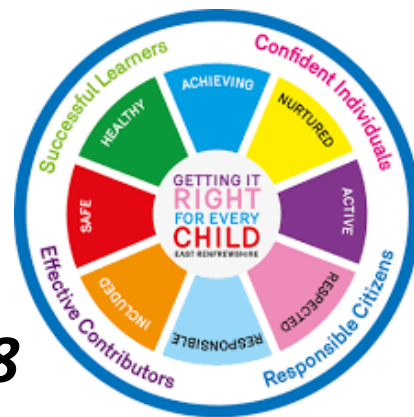 Successful Learners
Confident Individuals
ACHIEVING
HEALTHY
NURTURED
SAFE
GETTING IT
RIGHT
FOR EVERY
CHILD
EAST RENFREWSHIRE
ACTIVE
INCLUDED
RESPECTED
RESPONSIBLE
Effective Contributors
Responsible Citizens
8